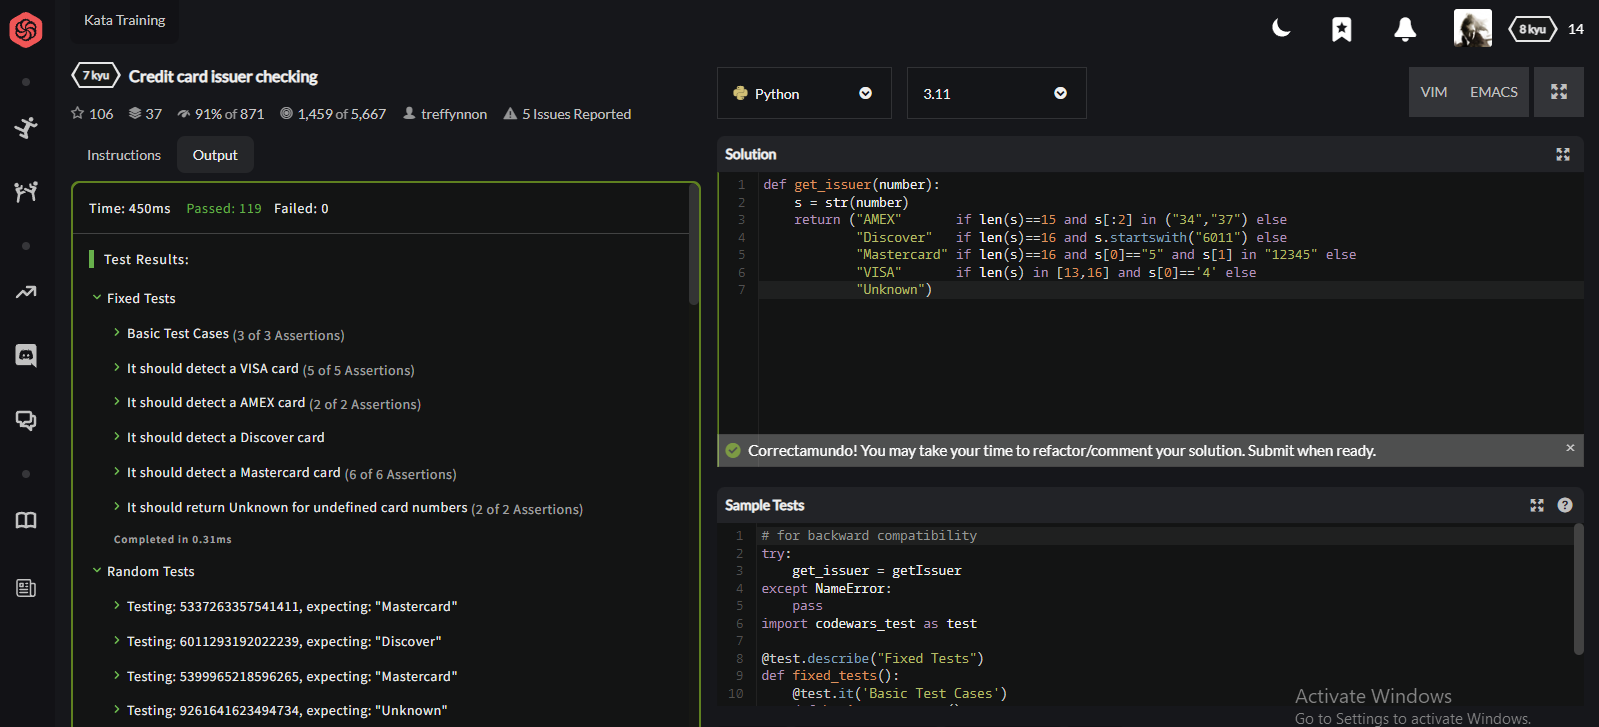 Kata Training
8 kyu 14
7 kyu Credit card issuer checking
106 37 91% of 871 1,459 of 5,667 treffynnon 5 Issues Reported
Instructions Output
Time: 450ms Passed: 119 Failed: 0
Test Results:
Fixed Tests
Basic Test Cases (3 of 3 Assertions)
It should detect a VISA card (5 of 5 Assertions)
It should detect a AMEX card (2 of 2 Assertions)
It should detect a Discover card
It should detect a Mastercard card (6 of 6 Assertions)
It should return Unknown for undefined card numbers (2 of 2 Assertions)
Completed in 0.31ms
Random Tests
Testing: 5337263357541411, expecting: "Mastercard"
Testing: 6011293192022239, expecting: "Discover"
Testing: 5399965218596265, expecting: "Mastercard"
Testing: 9261641623494734, expecting: "Unknown"
Python 3.11 VIM EMACS
Solution
1 def get_issuer(number):
2 s = str(number)
3 return ("AMEX" if len(s)==15 and s[:2] in ("34","37") else
4 "Discover" if len(s)==16 and s.startswith("6011") else
5 "Mastercard" if len(s)==16 and s[0]=="5" and s[1] in "12345" else
6 "VISA" if len(s) in [13,16] and s[0]=='4' else
7 "Unknown")
Correctamundo! You may take your time to refactor/comment your solution. Submit when ready.
Sample Tests
1 # for backward compatibility
2 try:
3 get_issuer = getIssuer
4 except NameError:
5 pass
6 import codewars_test as test
7
8 @test.describe("Fixed Tests")
9 def fixed_tests():
10 @test.it('Basic Test Cases')
Activate Windows
Go to Settings to activate Windows.